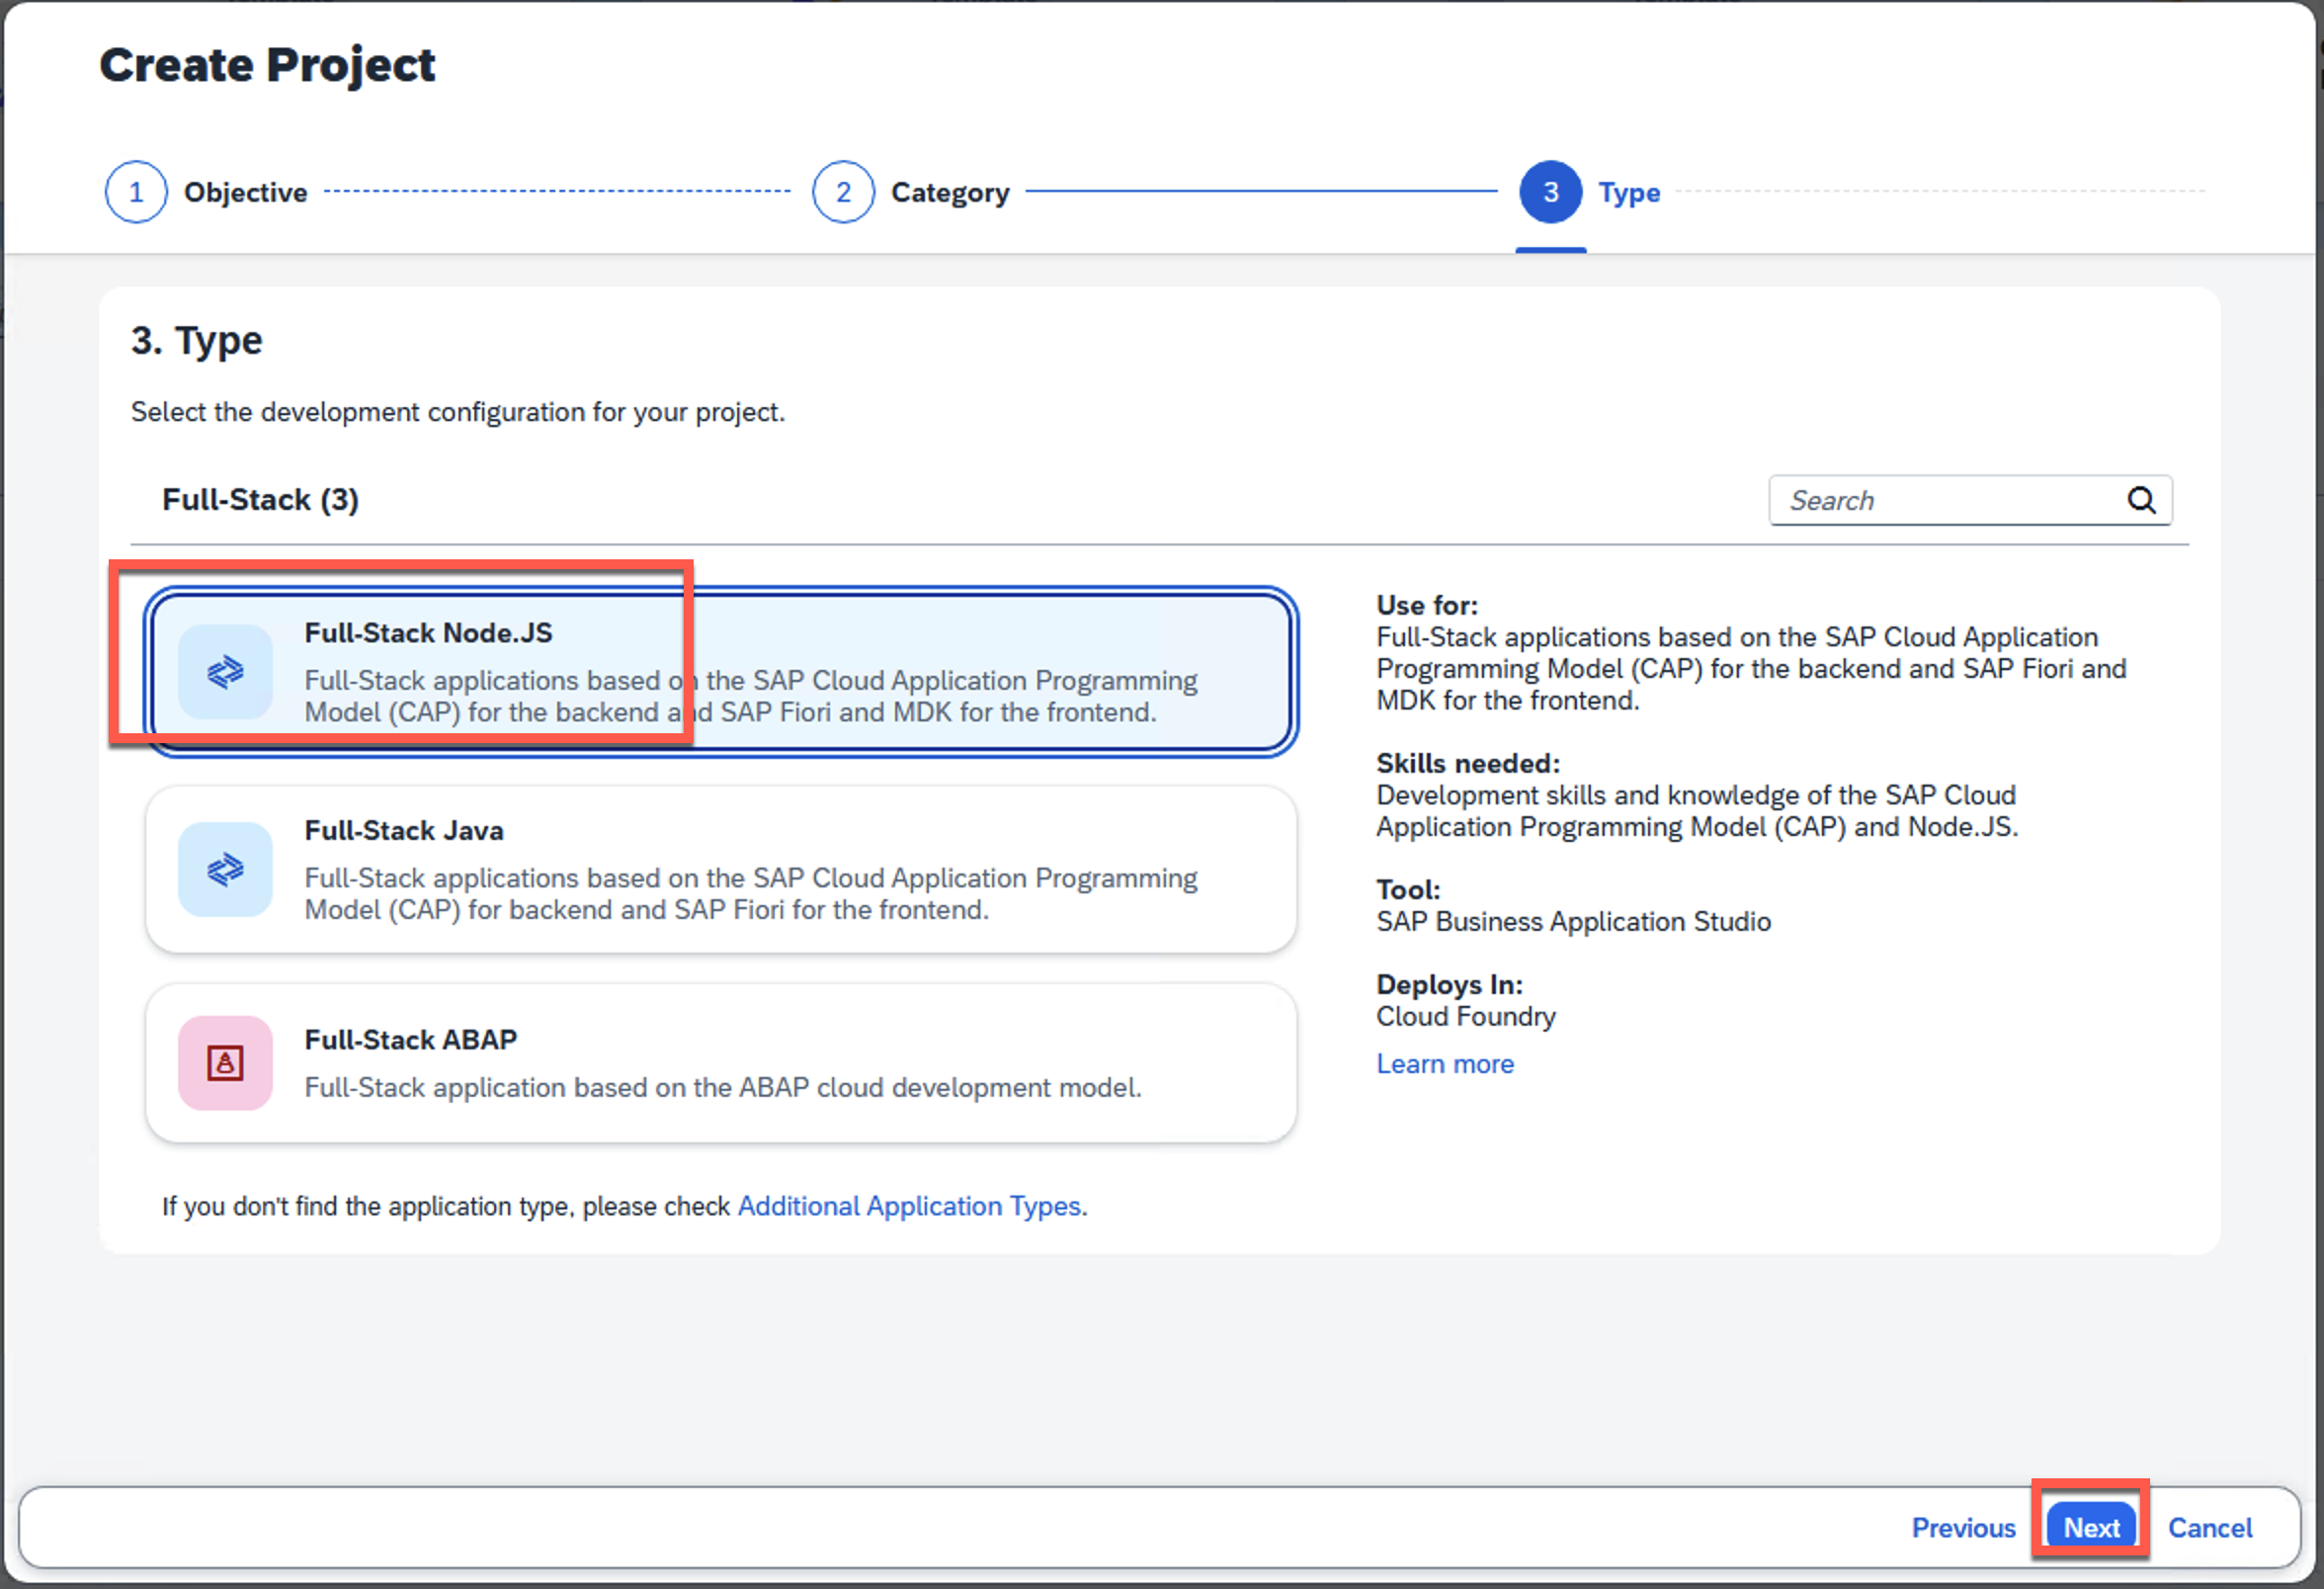 Create Project
1 Objective
2 Category
3 Type
3. Type
Select the development configuration for your project.
Full-Stack (3)
Search
Full-Stack Node.JS
Full-Stack applications based on the SAP Cloud Application Programming
Model (CAP) for the backend and SAP Fiori and MDK for the frontend.
Full-Stack Java
Full-Stack applications based on the SAP Cloud Application Programming
Model (CAP) for backend and SAP Fiori for the frontend.
Full-Stack ABAP
Full-Stack application based on the ABAP cloud development model.
If you don't find the application type, please check Additional Application Types.
Use for:
Full-Stack applications based on the SAP Cloud Application
Programming Model (CAP) for the backend and SAP Fiori and
MDK for the frontend.
Skills needed:
Development skills and knowledge of the SAP Cloud
Application Programming Model (CAP) and Node.JS.
Tool:
SAP Business Application Studio
Deploys In:
Cloud Foundry
Learn more
Previous
Next
Cancel